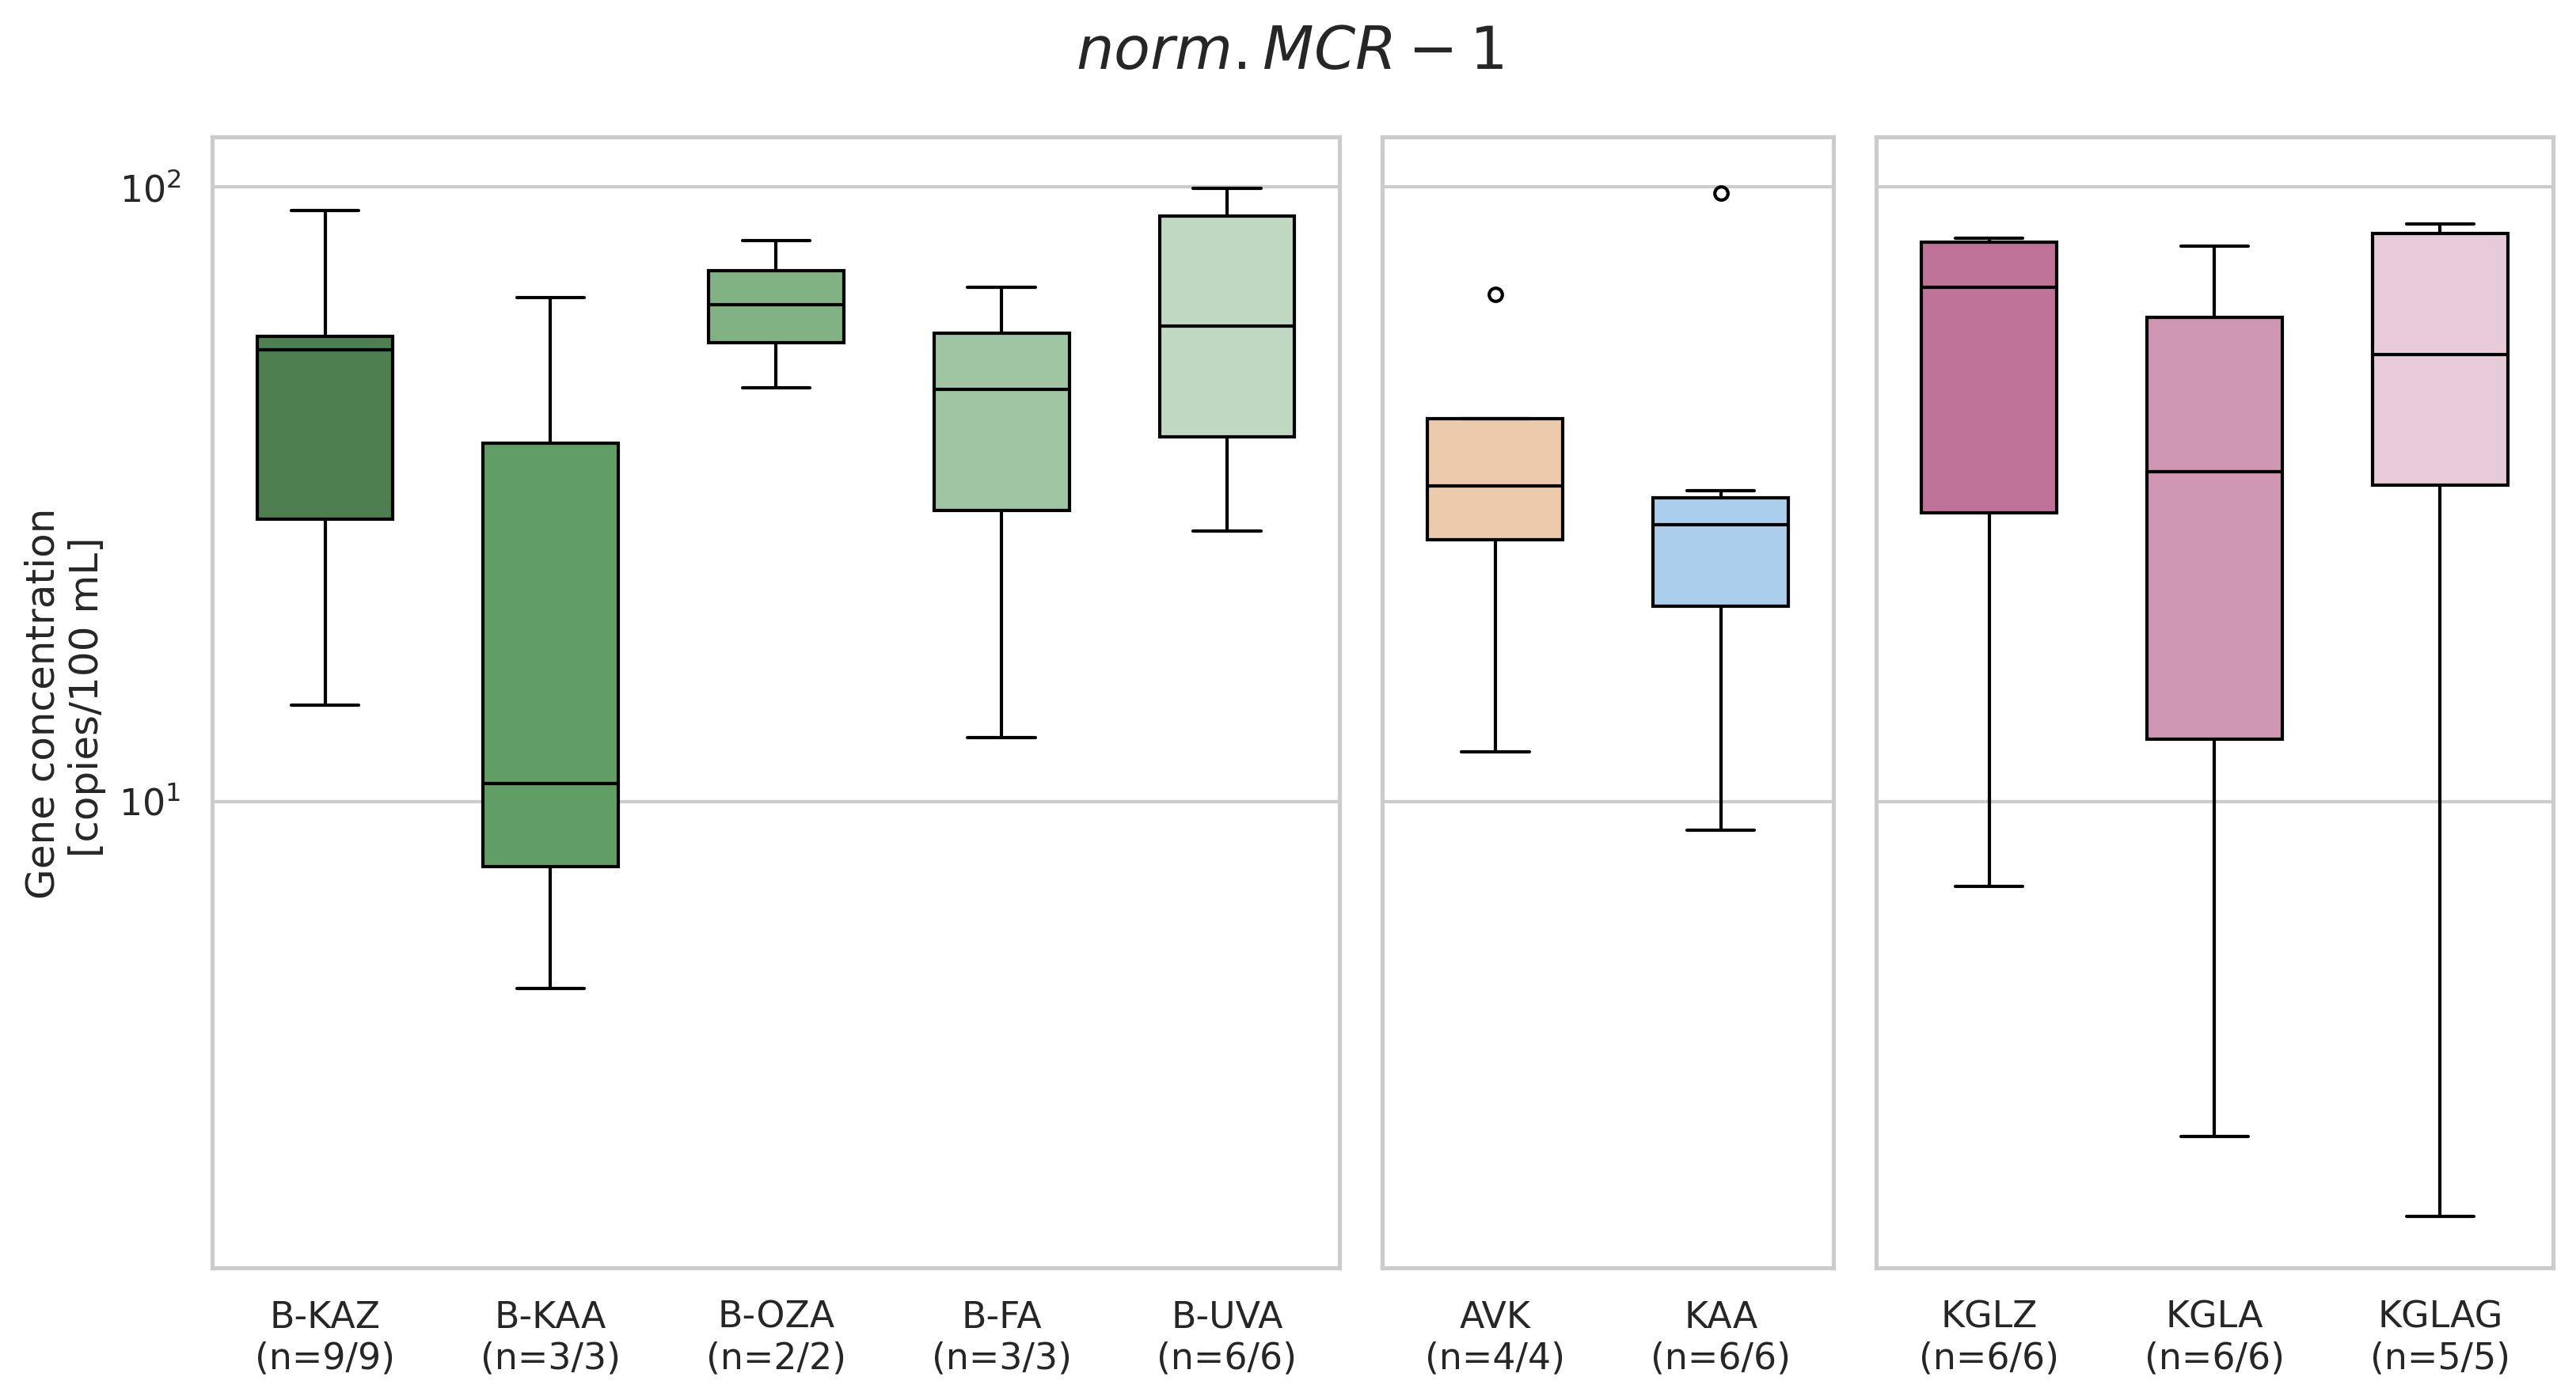 norm. MCR − 1
Gene concentration
[copies/100 mL]
10²
10¹
B-KAZ
(n=9/9)
B-KAA
(n=3/3)
B-OZA
(n=2/2)
B-FA
(n=3/3)
B-UVA
(n=6/6)
AVK
(n=4/4)
KAA
(n=6/6)
KGLZ
(n=6/6)
KGLA
(n=6/6)
KGLAG
(n=5/5)